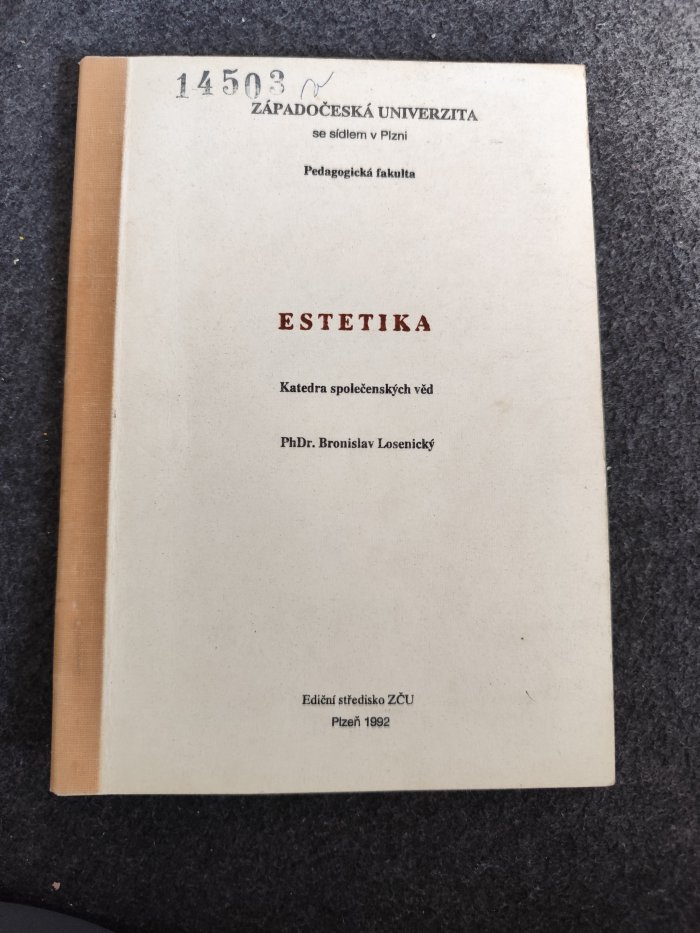 14503
ZÁPADOČESKÁ UNIVERZITA
se sídlem v Plzni
Pedagogická fakulta
ESTETIKA
Katedra společenských věd
PhDr. Bronislav Losenický
Ediční středisko ZČU
Plzeň 1992